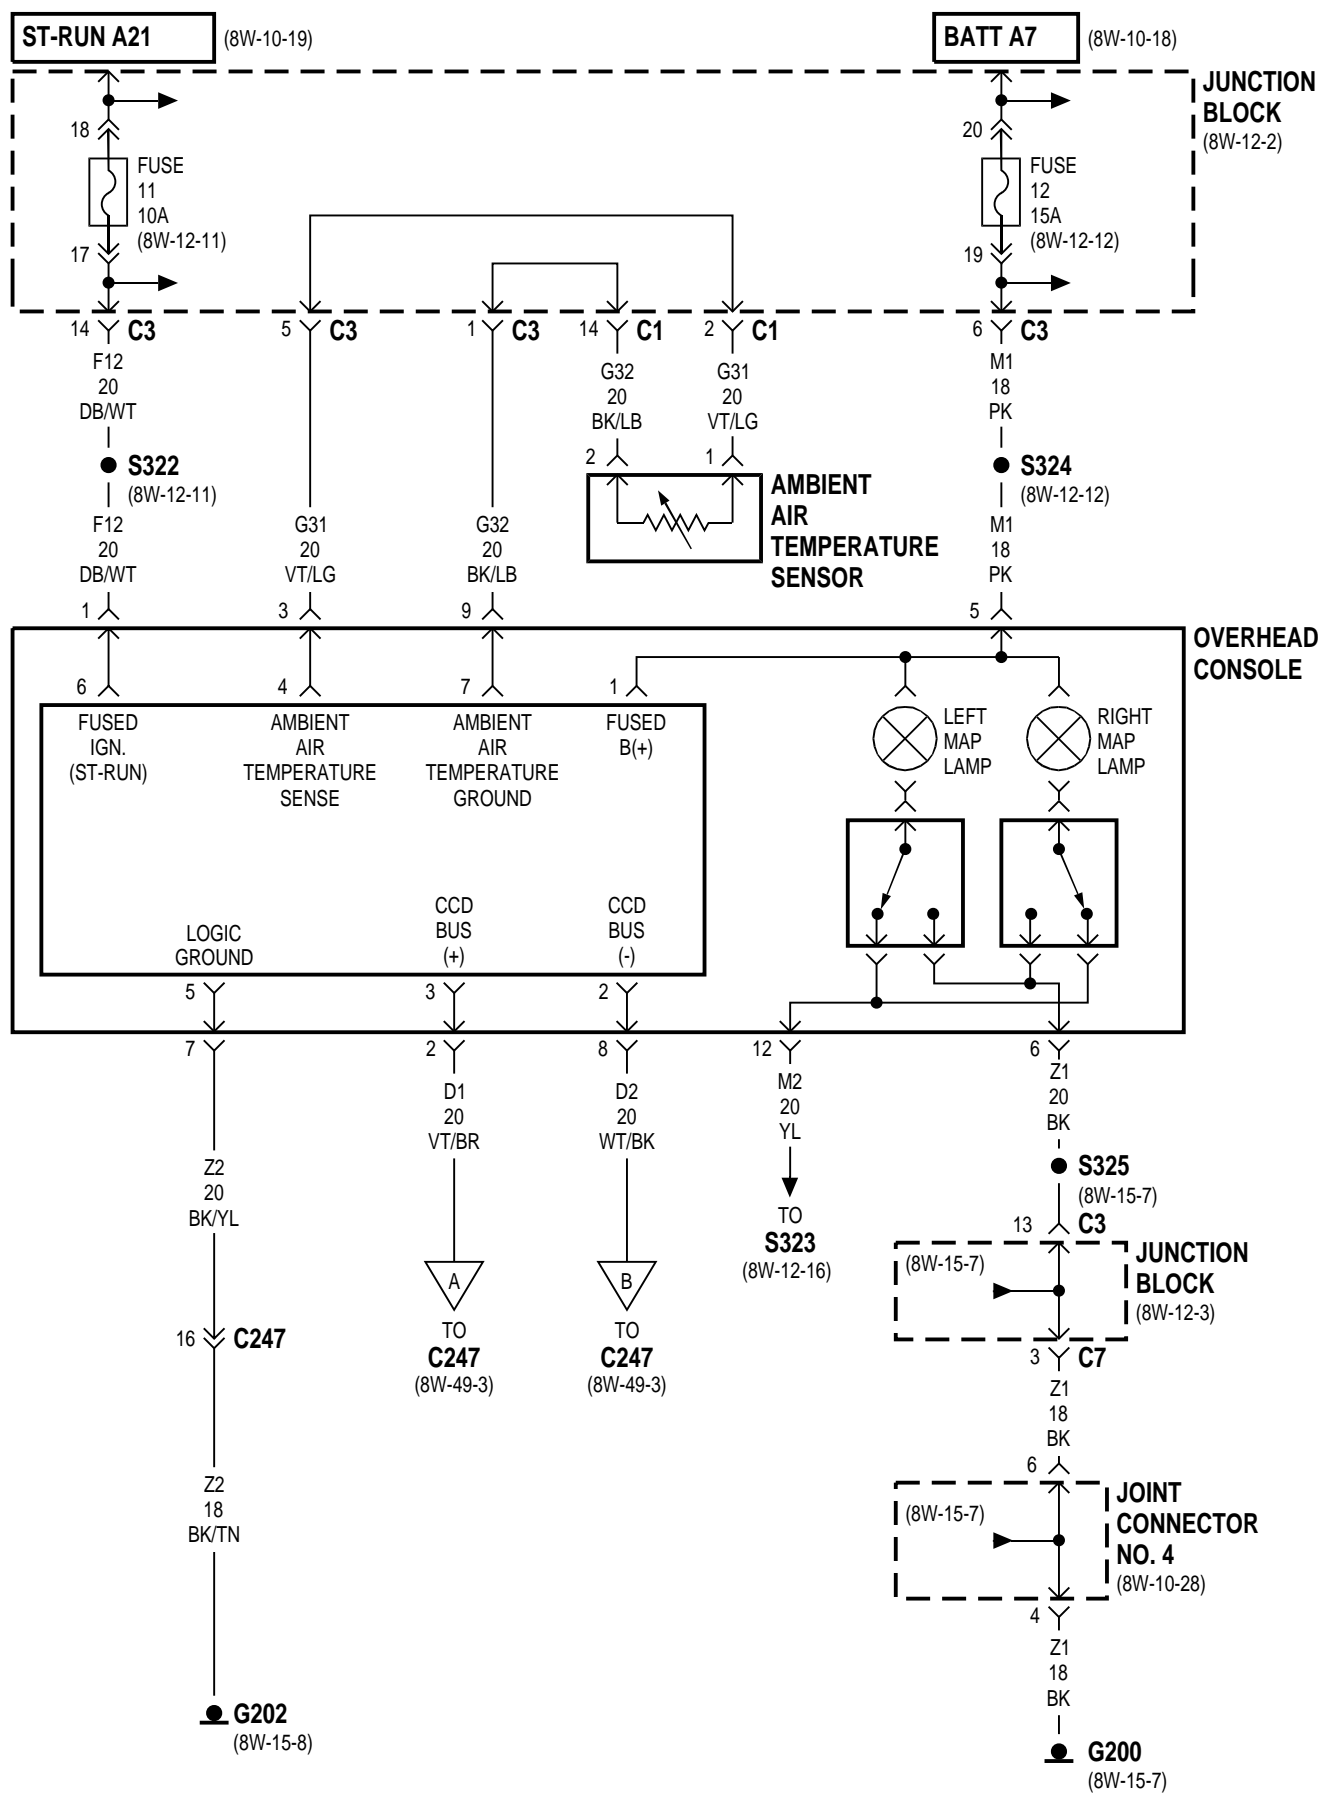 ST-RUN A21 (8W-10-19)
BATT A7 (8W-10-18)
JUNCTION
BLOCK
(8W-12-2)
18
FUSE
11
10A
(8W-12-11)
17
20
FUSE
12
15A
(8W-12-12)
19
14 C3
5 C3
1 C3
14 C1
2 C1
6 C3
F12
20
DB/WT
G32
20
BK/LB
G31
20
VT/LG
M1
18
PK
S322
(8W-12-11)
2
1
AMBIENT
AIR
TEMPERATURE
SENSOR
S324
(8W-12-12)
F12
20
DB/WT
G31
20
VT/LG
G32
20
BK/LB
M1
18
PK
1
3
9
5
OVERHEAD
CONSOLE
6
4
7
1
FUSED
IGN.
(ST-RUN)
AMBIENT
AIR
TEMPERATURE
SENSE
AMBIENT
AIR
TEMPERATURE
GROUND
FUSED
B(+)
LEFT
MAP
LAMP
RIGHT
MAP
LAMP
LOGIC
GROUND
CCD
BUS
(+)
CCD
BUS
(-)
5
3
2
7
2
8
12
6
D1
20
VT/BR
D2
20
WT/BK
M2
20
YL
Z1
20
BK
Z2
20
BK/YL
S325
(8W-15-7)
TO
S323
(8W-12-16)
13 C3
A
B
(8W-15-7)
JUNCTION
BLOCK
(8W-12-3)
16 C247
TO
C247
(8W-49-3)
TO
C247
(8W-49-3)
3 C7
Z1
18
BK
6
Z2
18
BK/TN
(8W-15-7)
JOINT
CONNECTOR
NO. 4
(8W-10-28)
4
Z1
18
BK
G202
(8W-15-8)
G200
(8W-15-7)